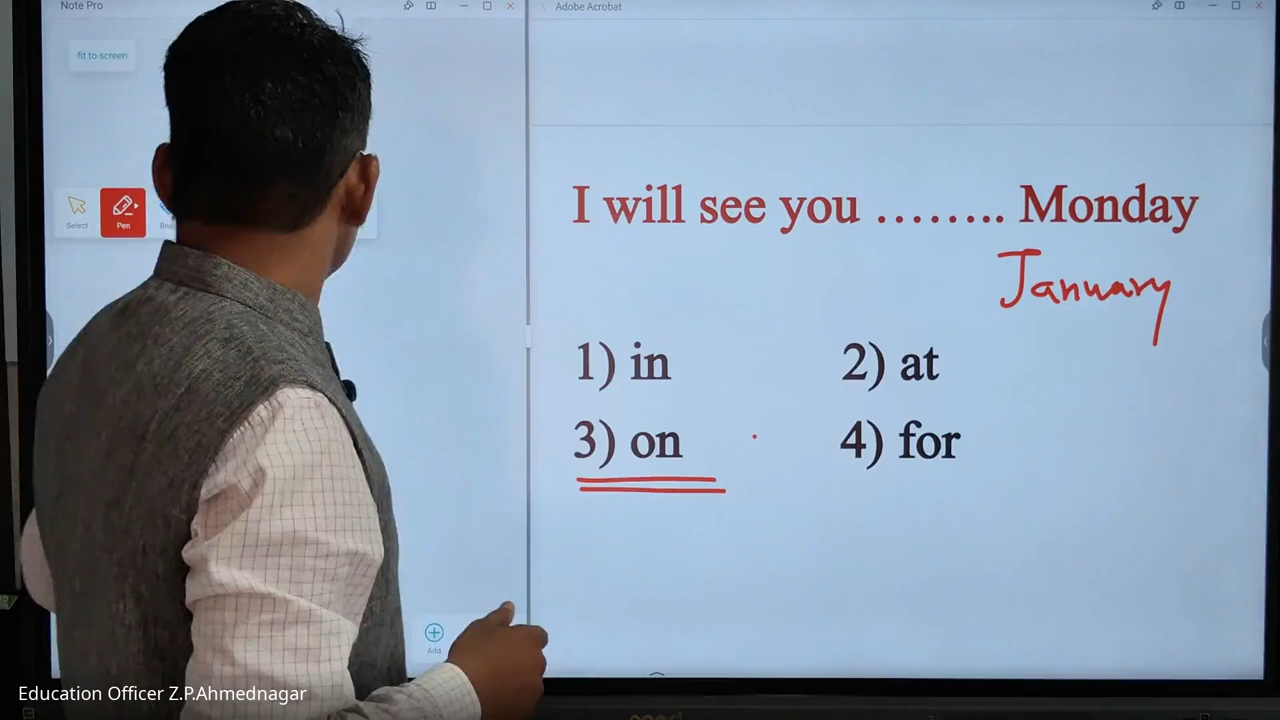 Note Pro
Adobe Acrobat
fit to screen
Select
Pen
I will see you ........ Monday
January
1) in
2) at
3) on
4) for
Add
Education Officer Z.P.Ahmednagar